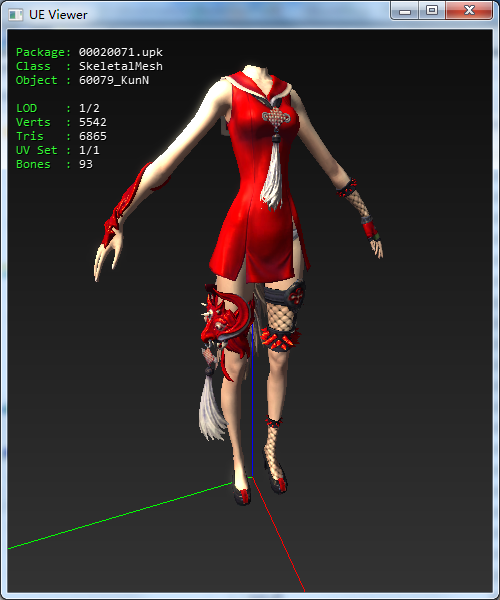 UE Viewer
Package: 00020071.upk
Class : SkeletalMesh
Object : 60079_KunN
LOD : 1/2
Verts : 5542
Tris : 6865
UV Set : 1/1
Bones : 93